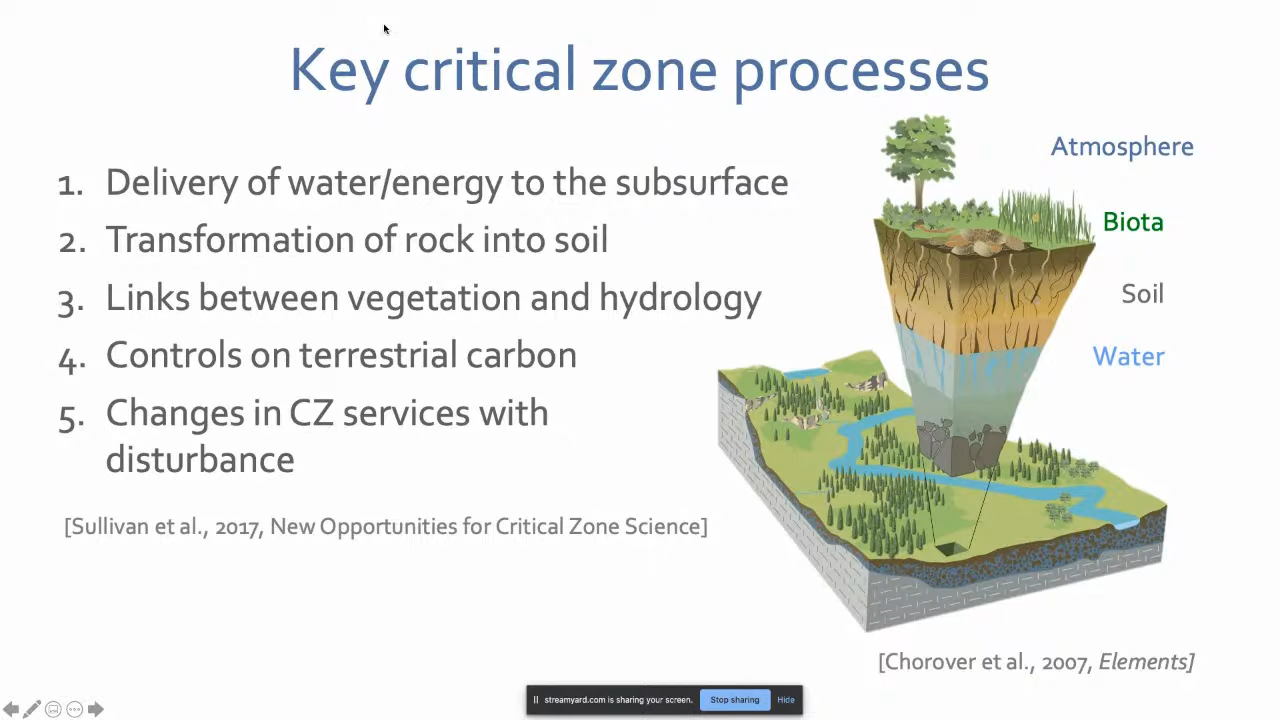 Key critical zone processes
1. Delivery of water/energy to the subsurface
2. Transformation of rock into soil
3. Links between vegetation and hydrology
4. Controls on terrestrial carbon
5. Changes in CZ services with
disturbance
[Sullivan et al., 2017, New Opportunities for Critical Zone Science]
Atmosphere
Biota
Soil
Water
[Chorover et al., 2007, Elements]
streamyard.com is sharing your screen. Stop sharing Hide